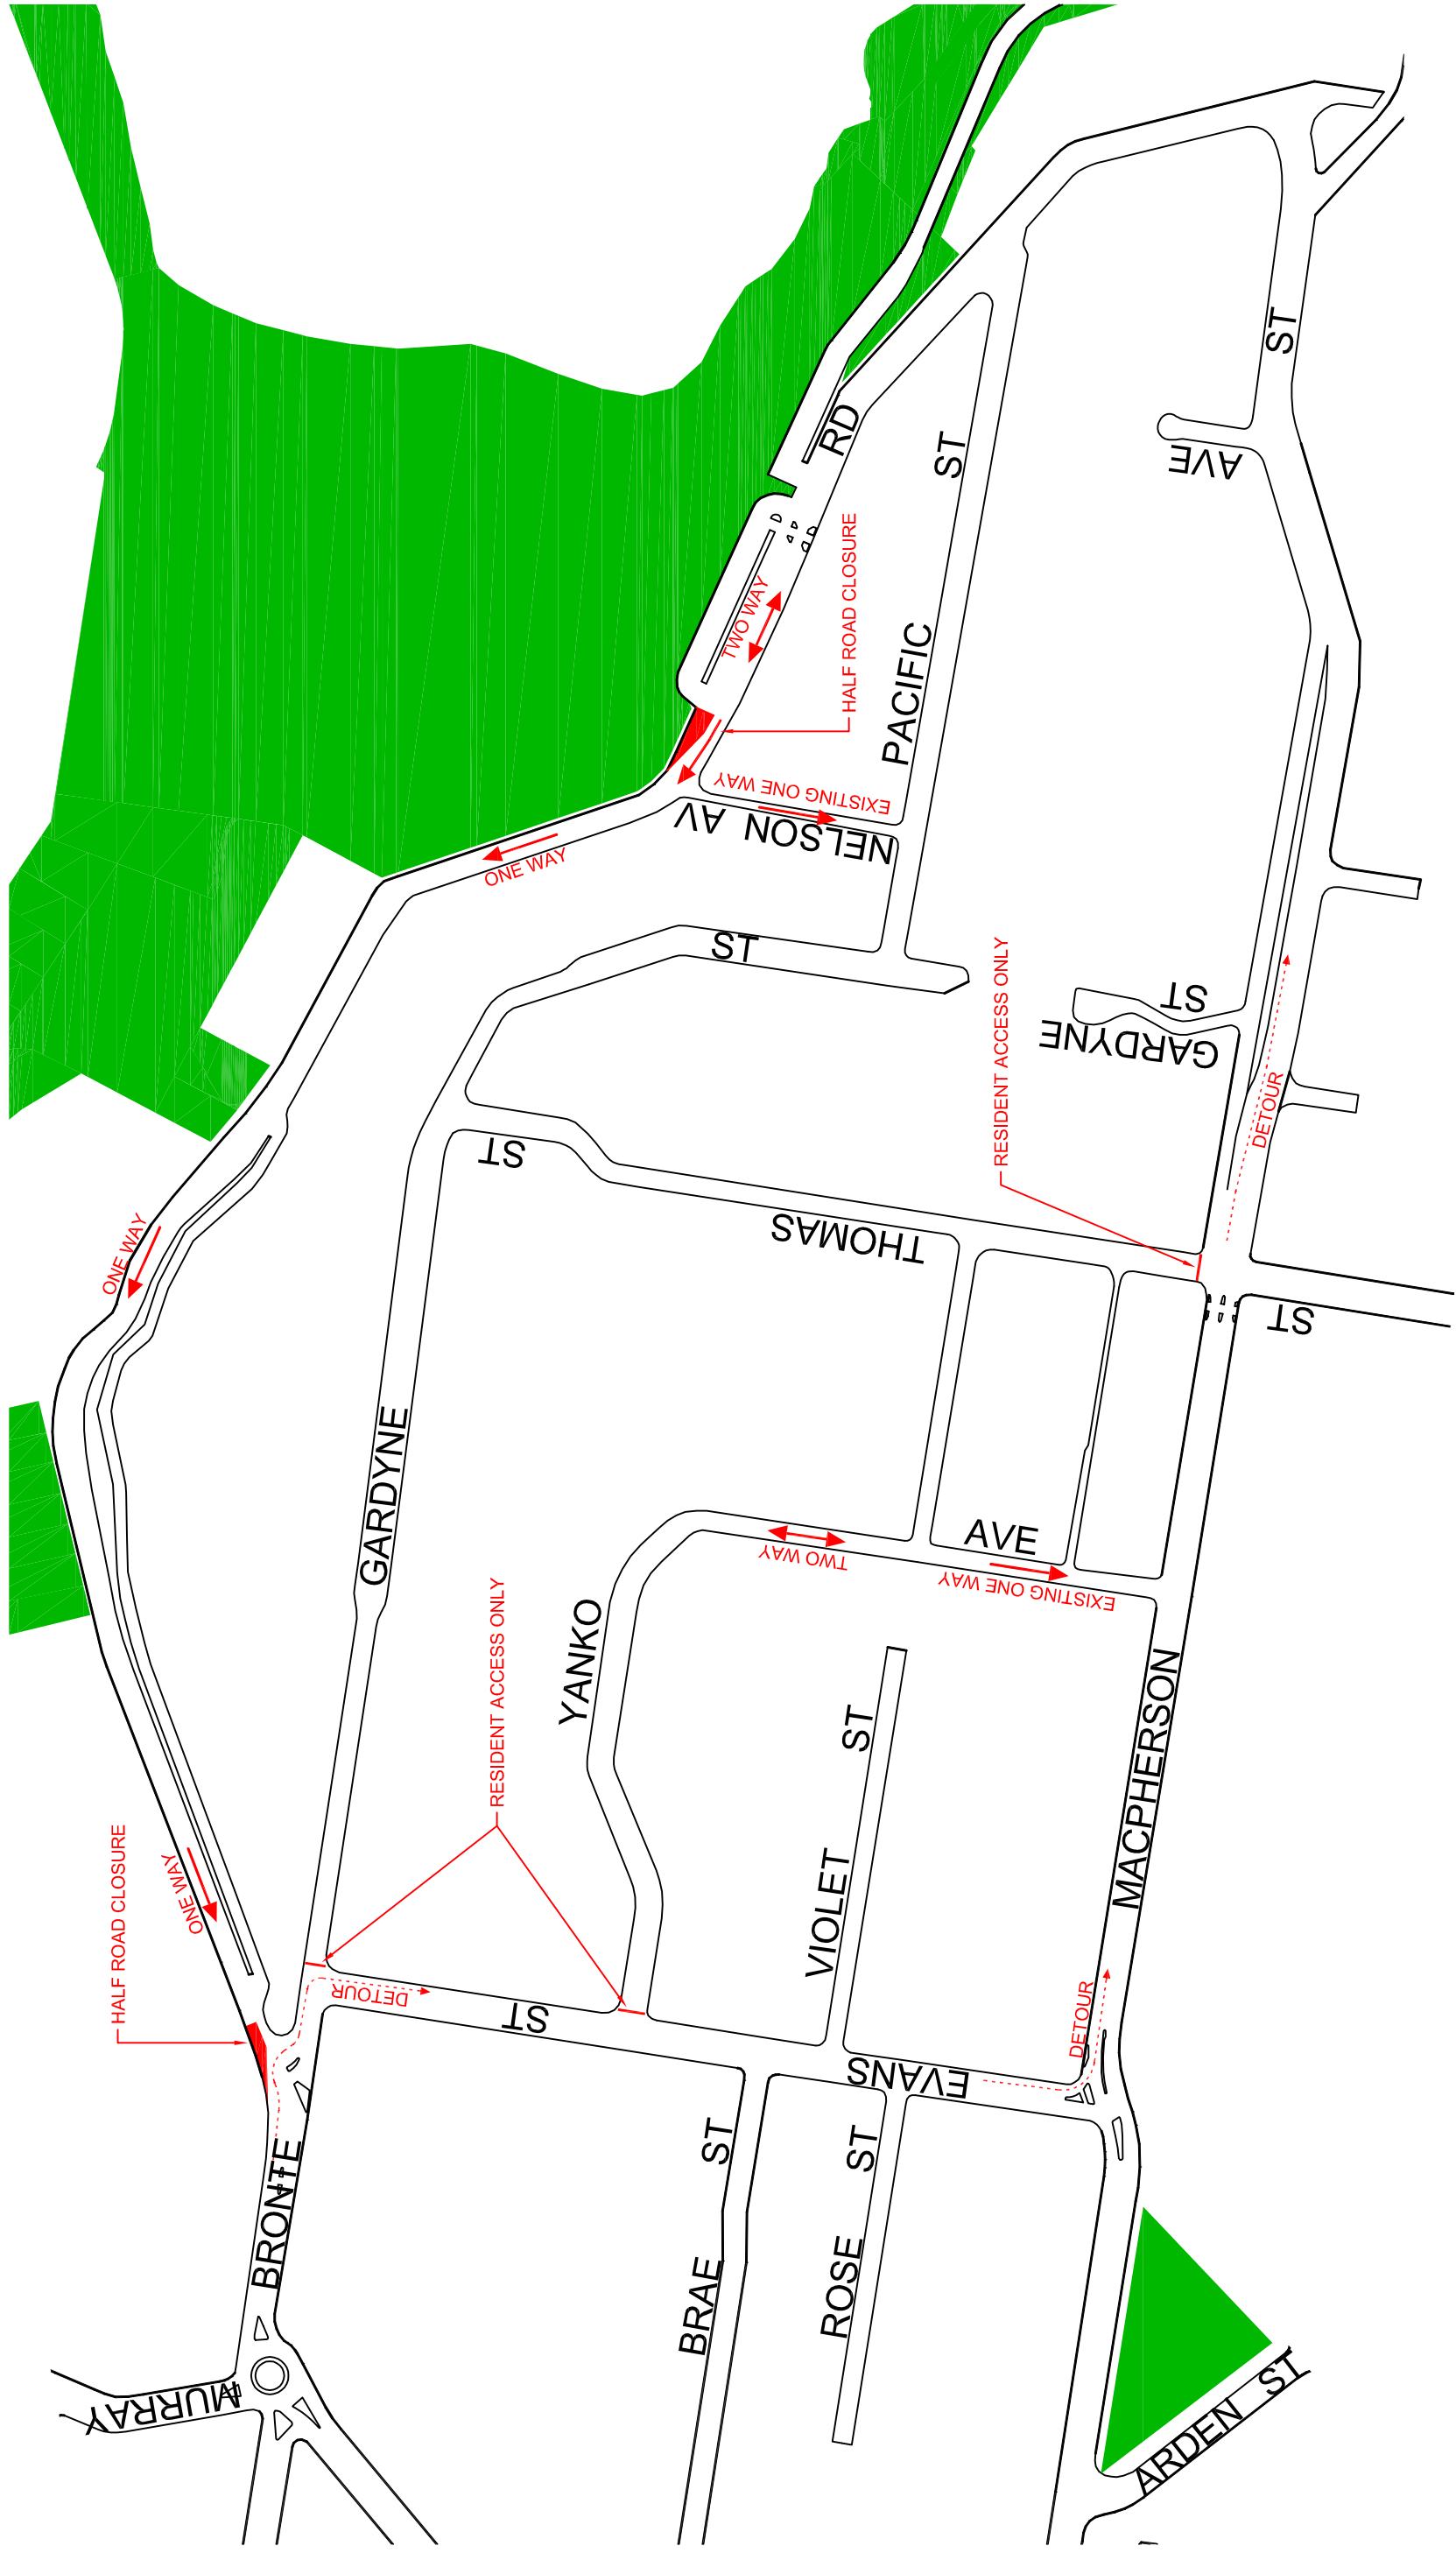 ST
RD
ST
AVE
HALF ROAD CLOSURE
TWO WAY
PACIFIC
EXISTING ONE WAY
NELSON AV
ONE WAY
ST
RESIDENT ACCESS ONLY
ST
GARDYNE
DETOUR
ST
THOMAS
ONE WAY
ST
GARDYNE
AVE
TWO WAY
EXISTING ONE WAY
YANKO
RESIDENT ACCESS ONLY
ST
MACPHERSON
VIOLET
HALF ROAD CLOSURE
ONE WAY
DETOUR
ST
DETOUR
EVANS
ST
ST
BRONTE
BRAE
ROSE
MURRAY
ARDEN ST